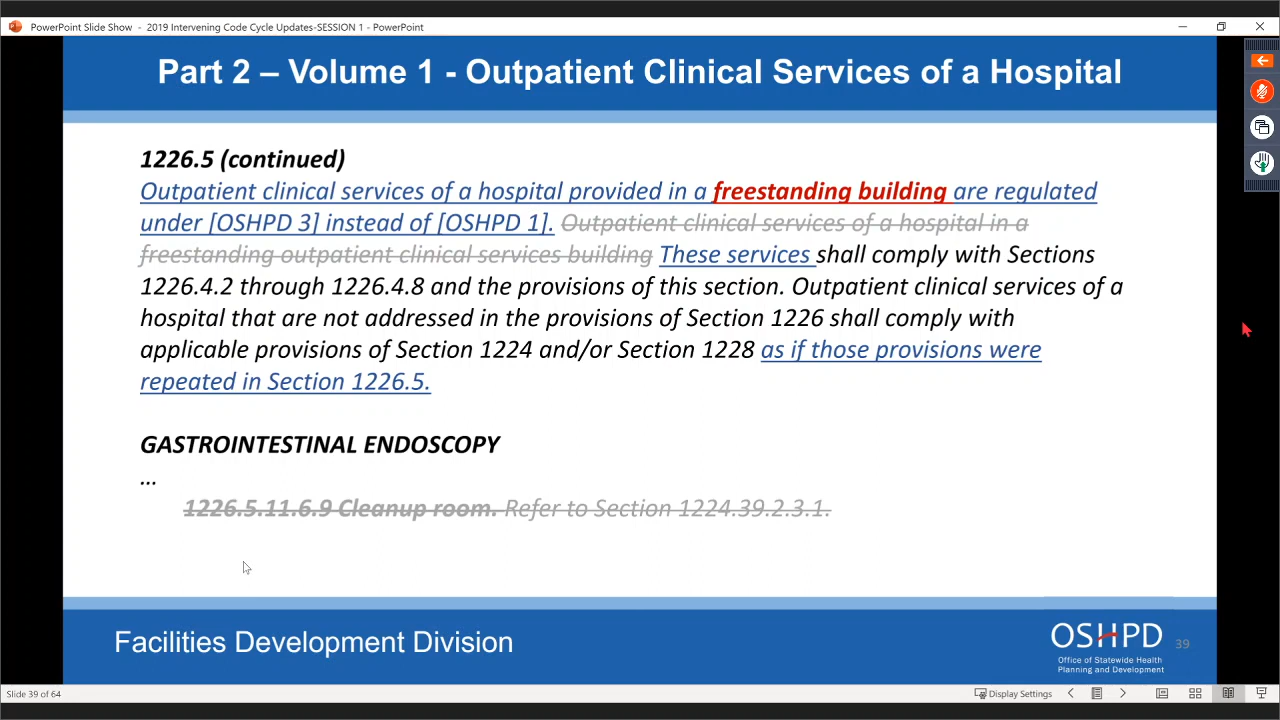 PowerPoint Slide Show - 2019 Intervening Code Cycle Updates-SESSION 1 - PowerPoint
Part 2 – Volume 1 - Outpatient Clinical Services of a Hospital
1226.5 (continued)
Outpatient clinical services of a hospital provided in a freestanding building are regulated
under [OSHPD 3] instead of [OSHPD 1]. Outpatient clinical services of a hospital in a
freestanding outpatient clinical services building These services shall comply with Sections
1226.4.2 through 1226.4.8 and the provisions of this section. Outpatient clinical services of a
hospital that are not addressed in the provisions of Section 1226 shall comply with
applicable provisions of Section 1224 and/or Section 1228 as if those provisions were
repeated in Section 1226.5.
GASTROINTESTINAL ENDOSCOPY
...
1226.5.11.6.9 Cleanup room. Refer to Section 1224.39.2.3.1.
Facilities Development Division
OSHPD
Office of Statewide Health
Planning and Development
39
Slide 39 of 64
Display Settings